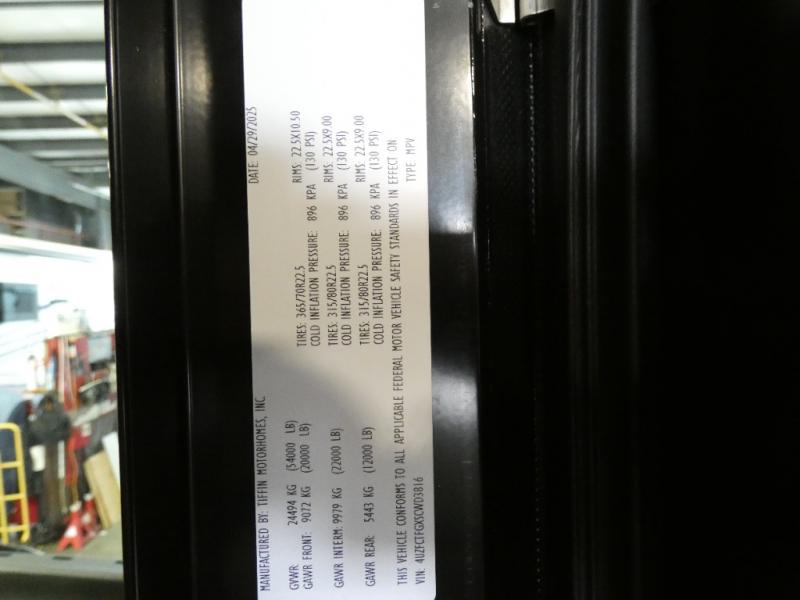 MANUFACTURED BY: TIFFIN MOTORHOMES, INC. DATE: 04/29/2025
GVWR: 24494 KG (54000 LB)
GAWR FRONT: 9072 KG (20000 LB) TIRES: 365/70R22.5 RIMS: 22.5X10.50
COLD INFLATION PRESSURE: 896 KPA (130 PSI)
GAWR INTERM: 9979 KG (22000 LB) TIRES: 315/80R22.5 RIMS: 22.5X9.00
COLD INFLATION PRESSURE: 896 KPA (130 PSI)
GAWR REAR: 5443 KG (12000 LB) TIRES: 315/80R22.5 RIMS: 22.5X9.00
COLD INFLATION PRESSURE: 896 KPA (130 PSI)
THIS VEHICLE CONFORMS TO ALL APPLICABLE FEDERAL MOTOR VEHICLE SAFETY STANDARDS IN EFFECT ON
VIN: 4UZFCTFGXSCWD3816 TYPE: MPV